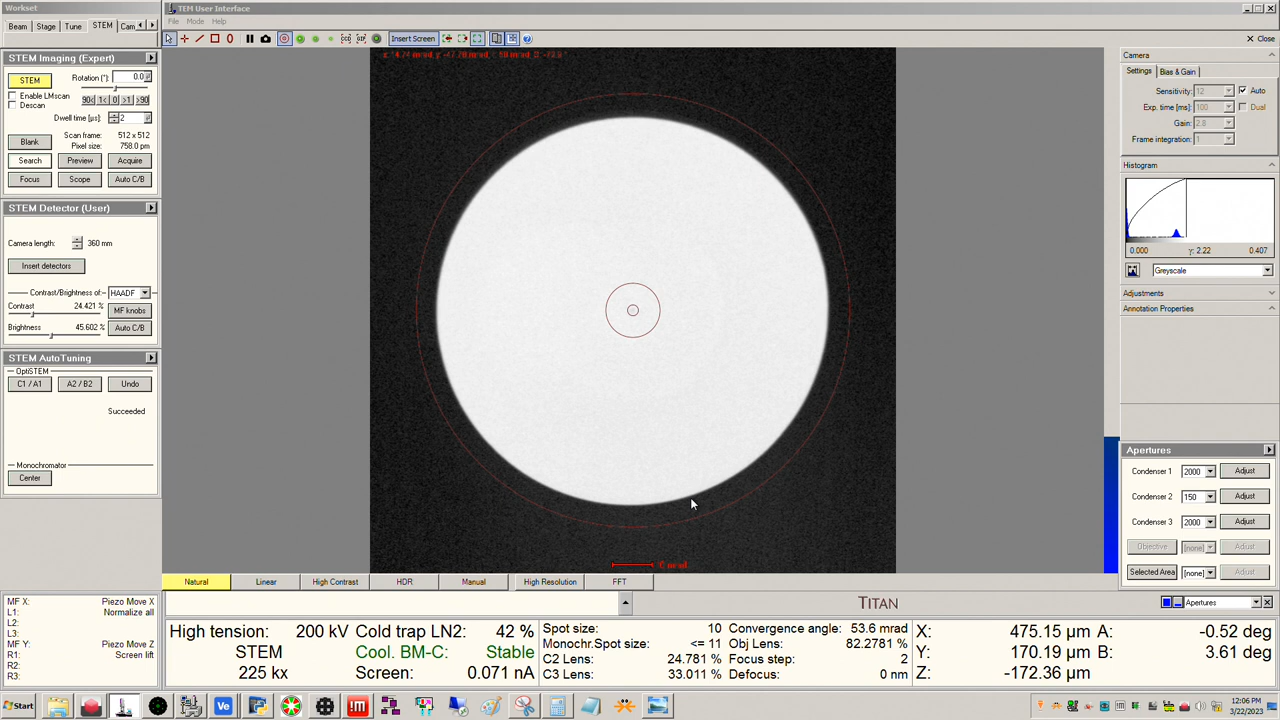 Workset
TEM User Interface
Beam Stage Tune STEM Cam
File Mode Help
Insert Screen
Close
STEM Imaging (Expert)
STEM
Rotation (°): 0.0
Enable LMscan
Descan
90< 1< 0 >1 >90
Dwell time (µs): 2
Blank
Scan frame: 512 x 512
Pixel size: 758.0 pm
Search Preview Acquire
Focus Scope Auto C/B
STEM Detector (User)
Camera length: 360 mm
Insert detectors
Contrast/Brightness of: HAADF
Contrast 24.421 %
MF knobs
Brightness 45.602 %
Auto C/B
STEM AutoTuning
OptiSTEM
C1 / A1 A2 / B2 Undo
Succeeded
Monochromator
Center
Camera
Settings Bias & Gain
Sensitivity: 12 Auto
Exp. time [ms]: 100 Dual
Gain: 2.8
Frame integration: 1
Histogram
0.000 γ: 2.22 0.407
Greyscale
Adjustments
Annotation Properties
Apertures
Condenser 1 2000 Adjust
Condenser 2 150 Adjust
Condenser 3 2000 Adjust
Objective [none] Adjust
Selected Area [none] Adjust
Natural Linear High Contrast HDR Manual High Resolution FFT
MF X: Piezo Move X
L1: Normalize all
L2:
L3:
MF Y: Piezo Move Z
R1: Screen lift
R2:
R3:
TITAN
Apertures
High tension: 200 kV
STEM
225 kx
Cold trap LN2: 42 %
Cool. BM-C: Stable
Screen: 0.071 nA
Spot size: 10
Monochr.Spot size: <= 11
C2 Lens: 24.781 %
C3 Lens: 33.011 %
Convergence angle: 53.6 mrad
Obj Lens: 82.2781 %
Focus step: 2
Defocus: 0 nm
X: 475.15 µm
Y: 170.19 µm
Z: -172.36 µm
A: -0.52 deg
B: 3.61 deg
Start
Ve
12:06 PM
3/22/2023